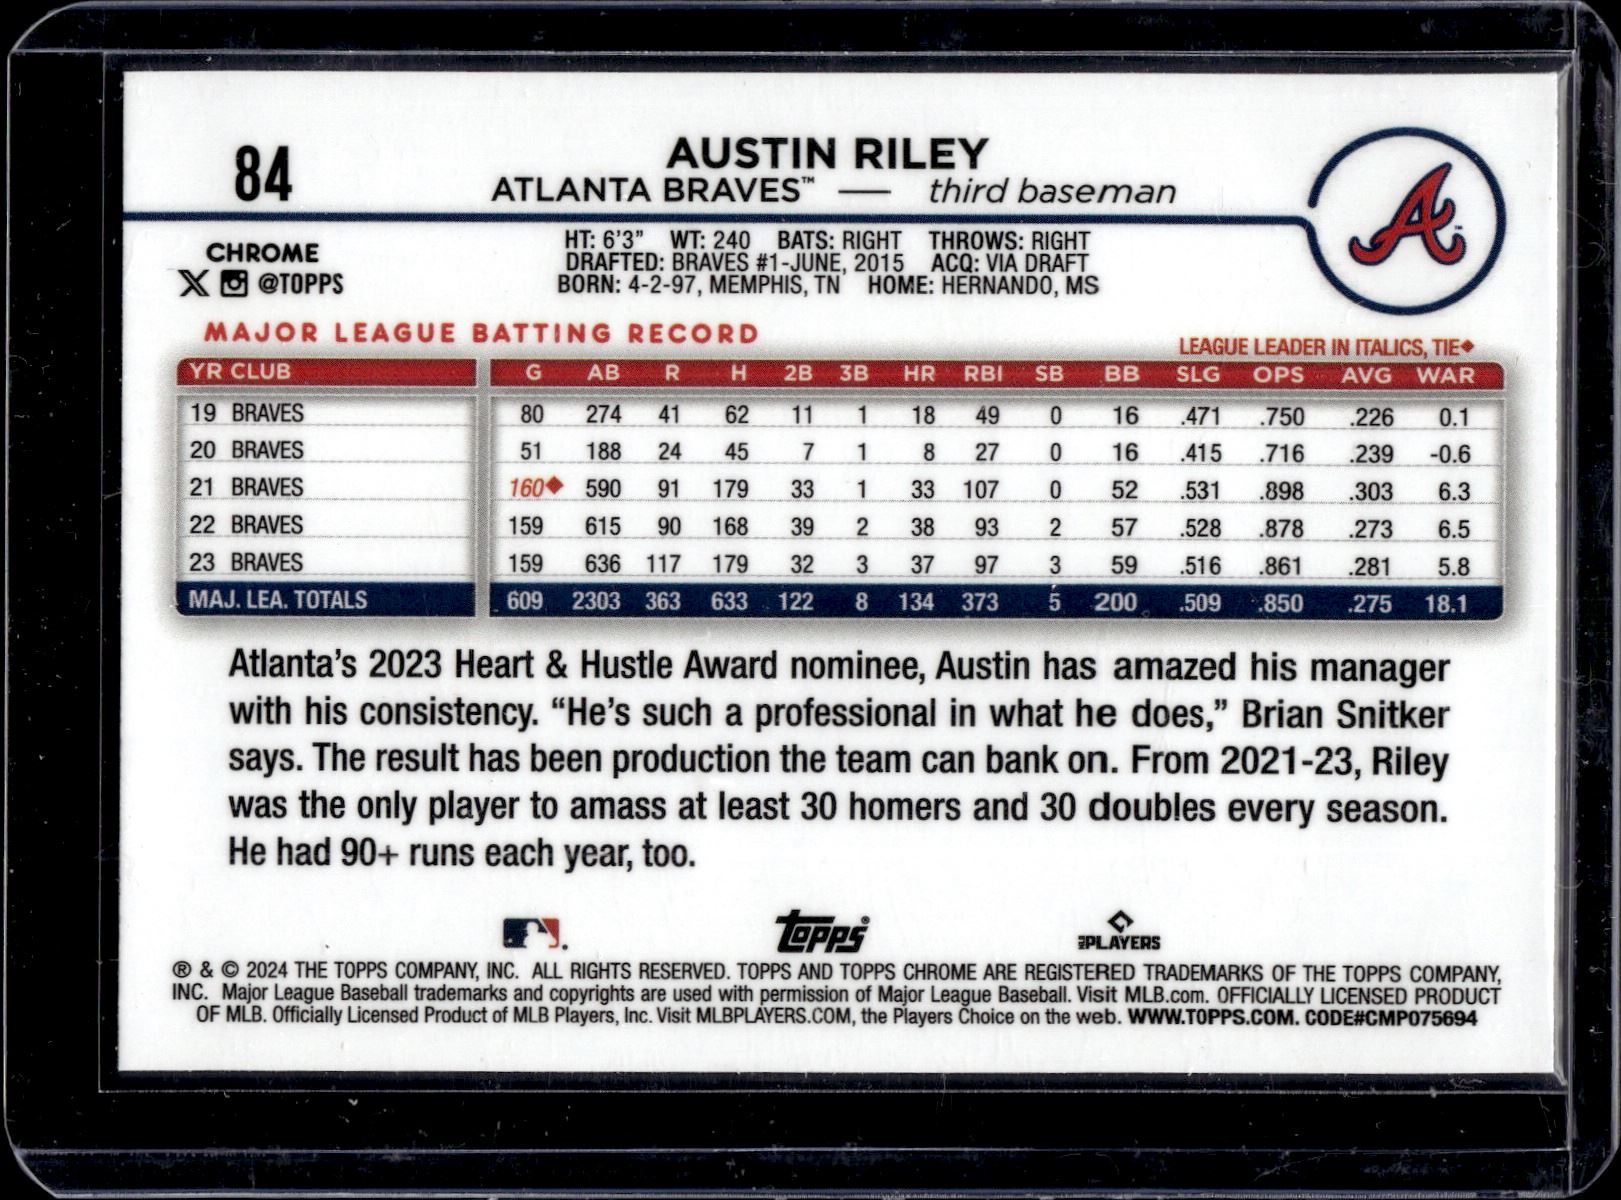 84
AUSTIN RILEY
ATLANTA BRAVES™ — third baseman
A
CHROME
@TOPPS
HT: 6'3" WT: 240 BATS: RIGHT THROWS: RIGHT
DRAFTED: BRAVES #1-JUNE, 2015 ACQ: VIA DRAFT
BORN: 4-2-97, MEMPHIS, TN HOME: HERNANDO, MS
MAJOR LEAGUE BATTING RECORD
LEAGUE LEADER IN ITALICS, TIE◆
YR CLUB G AB R H 2B 3B HR RBI SB BB SLG OPS AVG WAR
19 BRAVES 80 274 41 62 11 1 18 49 0 16 .471 .750 .226 0.1
20 BRAVES 51 188 24 45 7 1 8 27 0 16 .415 .716 .239 -0.6
21 BRAVES 160◆ 590 91 179 33 1 33 107 0 52 .531 .898 .303 6.3
22 BRAVES 159 615 90 168 39 2 38 93 2 57 .528 .878 .273 6.5
23 BRAVES 159 636 117 179 32 3 37 97 3 59 .516 .861 .281 5.8
MAJ. LEA. TOTALS 609 2303 363 633 122 8 134 373 5 200 .509 .850 .275 18.1
Atlanta's 2023 Heart & Hustle Award nominee, Austin has amazed his manager
with his consistency. “He's such a professional in what he does,” Brian Snitker
says. The result has been production the team can bank on. From 2021-23, Riley
was the only player to amass at least 30 homers and 30 doubles every season.
He had 90+ runs each year, too.
Topps®
MLB PLAYERS
® & © 2024 THE TOPPS COMPANY, INC. ALL RIGHTS RESERVED. TOPPS AND TOPPS CHROME ARE REGISTERED TRADEMARKS OF THE TOPPS COMPANY,
INC. Major League Baseball trademarks and copyrights are used with permission of Major League Baseball. Visit MLB.com. OFFICIALLY LICENSED PRODUCT
OF MLB. Officially Licensed Product of MLB Players, Inc. Visit MLBPLAYERS.COM, the Players Choice on the web. WWW.TOPPS.COM. CODE#CMP075694